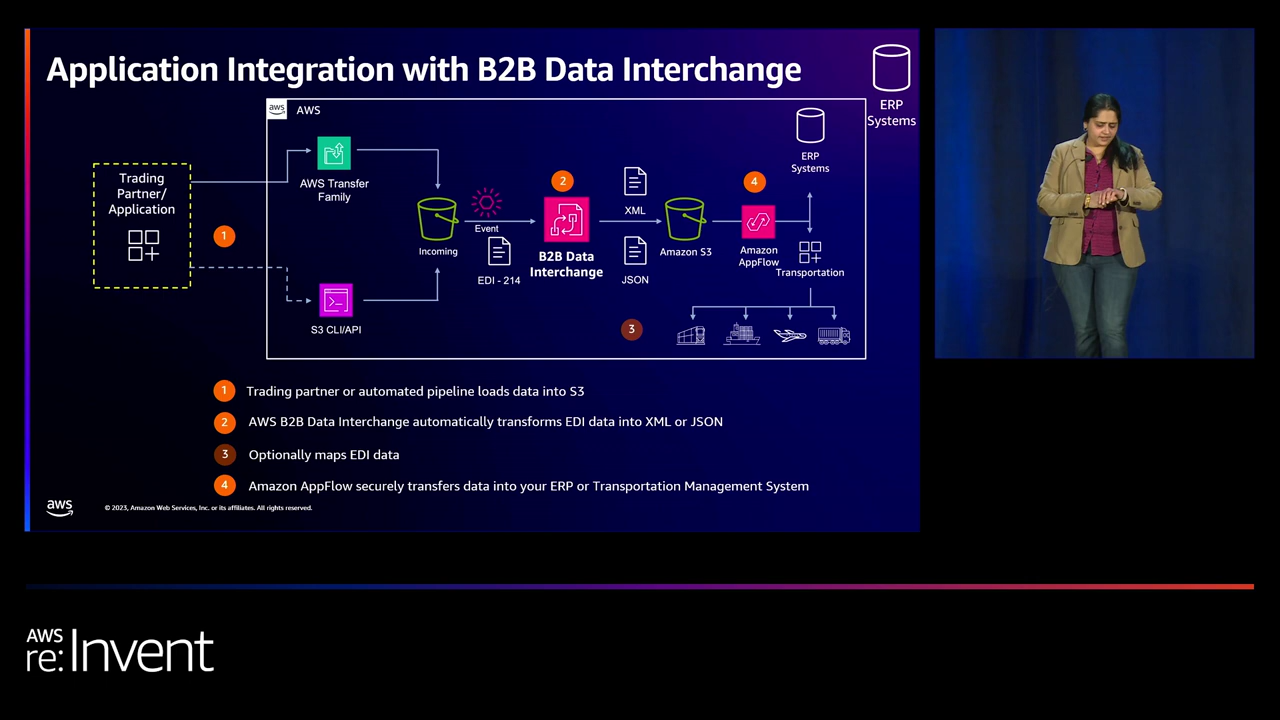 Application Integration with B2B Data Interchange
ERP
Systems
aws
AWS
Trading
Partner/
Application
1
AWS Transfer
Family
S3 CLI/API
Incoming
Event
EDI - 214
2
B2B Data
Interchange
XML
JSON
3
Amazon S3
4
Amazon
AppFlow
ERP
Systems
Transportation
1 Trading partner or automated pipeline loads data into S3
2 AWS B2B Data Interchange automatically transforms EDI data into XML or JSON
3 Optionally maps EDI data
4 Amazon AppFlow securely transfers data into your ERP or Transportation Management System
aws
© 2023, Amazon Web Services, Inc. or its affiliates. All rights reserved.
AWS
re:Invent